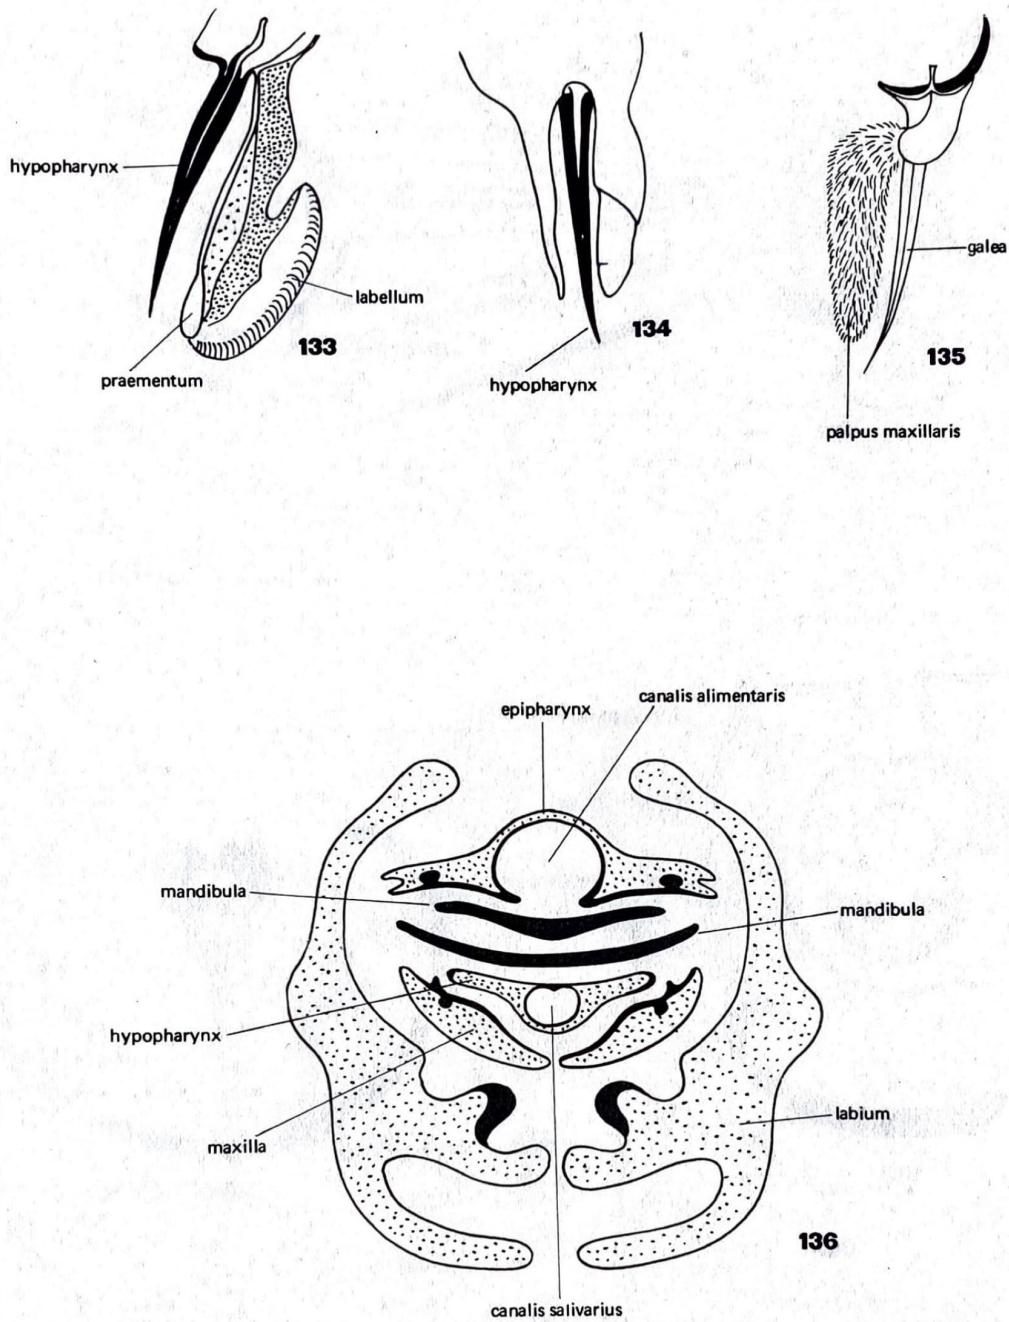 hypopharynx
labellum
133
praementum
134
hypopharynx
galea
135
palpus maxillaris
canalis alimentaris
epipharynx
mandibula
mandibula
hypopharynx
labium
maxilla
136
canalis salivarius